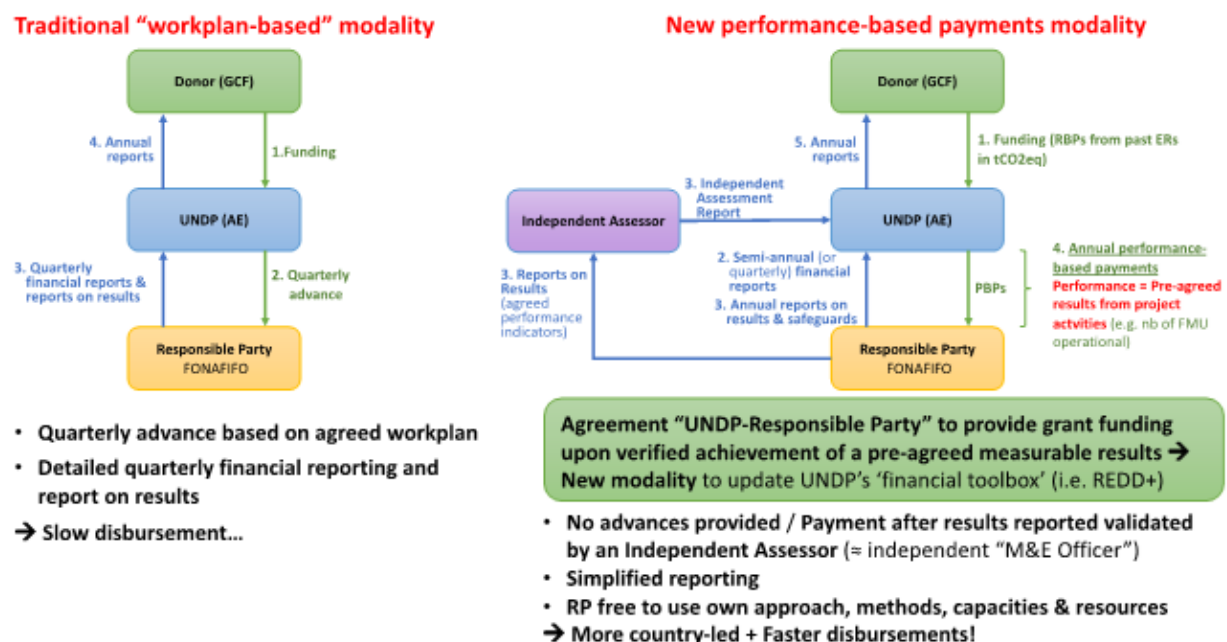 Traditional “workplan-based” modality
Donor (GCF)
4. Annual
reports
1.Funding
UNDP (AE)
3. Quarterly
financial reports &
reports on results
2. Quarterly
advance
Responsible Party
FONAFIFO
• Quarterly advance based on agreed workplan
• Detailed quarterly financial reporting and
report on results
→ Slow disbursement…
New performance-based payments modality
Donor (GCF)
5. Annual
reports
1. Funding (RBPs from past ERs
in tCO2eq)
3. Independent
Assessment
Report
Independent Assessor
UNDP (AE)
3. Reports on
Results
(agreed
performance
indicators)
2. Semi-annual (or
quarterly) financial
reports
3. Annual reports on
results & safeguards
PBPs
4. Annual performance-
based payments
Performance = Pre-agreed
results from project
actvities (e.g. nb of FMU
operational)
Responsible Party
FONAFIFO
Agreement “UNDP-Responsible Party” to provide grant funding
upon verified achievement of a pre-agreed measurable results →
New modality to update UNDP’s ‘financial toolbox’ (i.e. REDD+)
• No advances provided / Payment after results reported validated
by an Independent Assessor (≈ independent “M&E Officer”)
• Simplified reporting
• RP free to use own approach, methods, capacities & resources
→ More country-led + Faster disbursements!